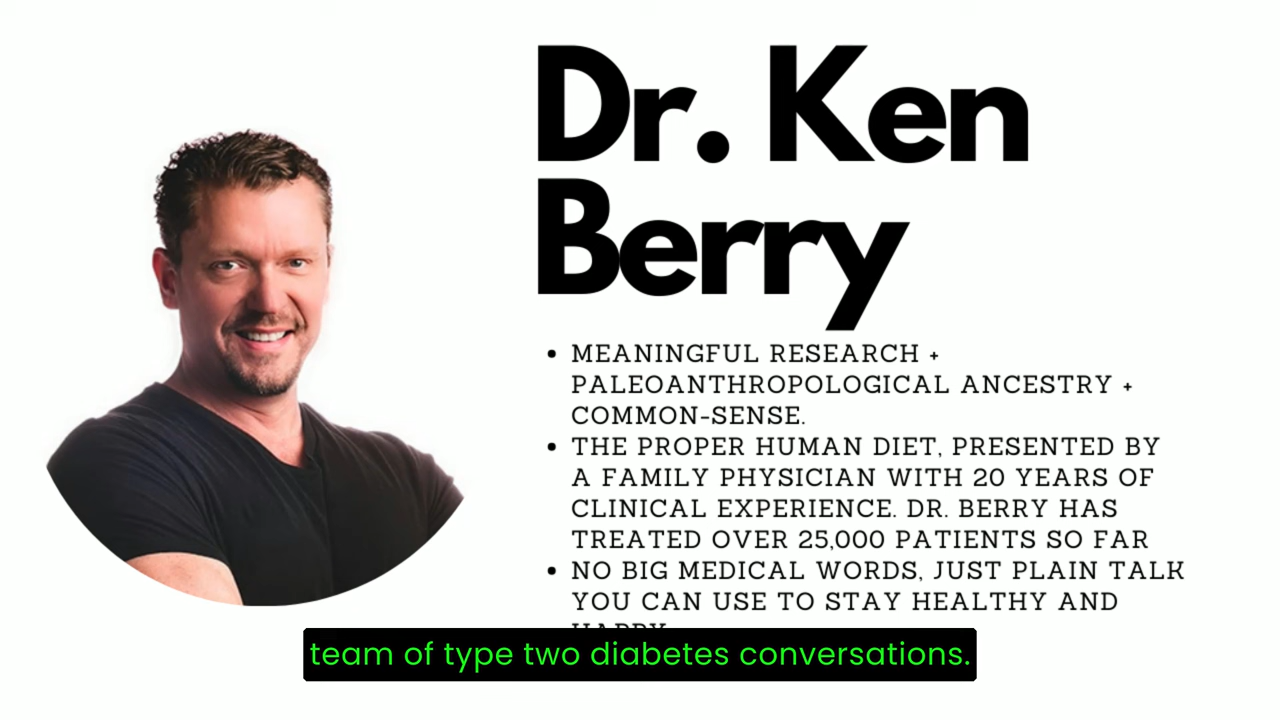 Dr. Ken
Berry
• MEANINGFUL RESEARCH +
PALEOANTHROPOLOGICAL ANCESTRY +
COMMON-SENSE.
• THE PROPER HUMAN DIET, PRESENTED BY
A FAMILY PHYSICIAN WITH 20 YEARS OF
CLINICAL EXPERIENCE. DR. BERRY HAS
TREATED OVER 25,000 PATIENTS SO FAR
• NO BIG MEDICAL WORDS, JUST PLAIN TALK
YOU CAN USE TO STAY HEALTHY AND
team of type two diabetes conversations.